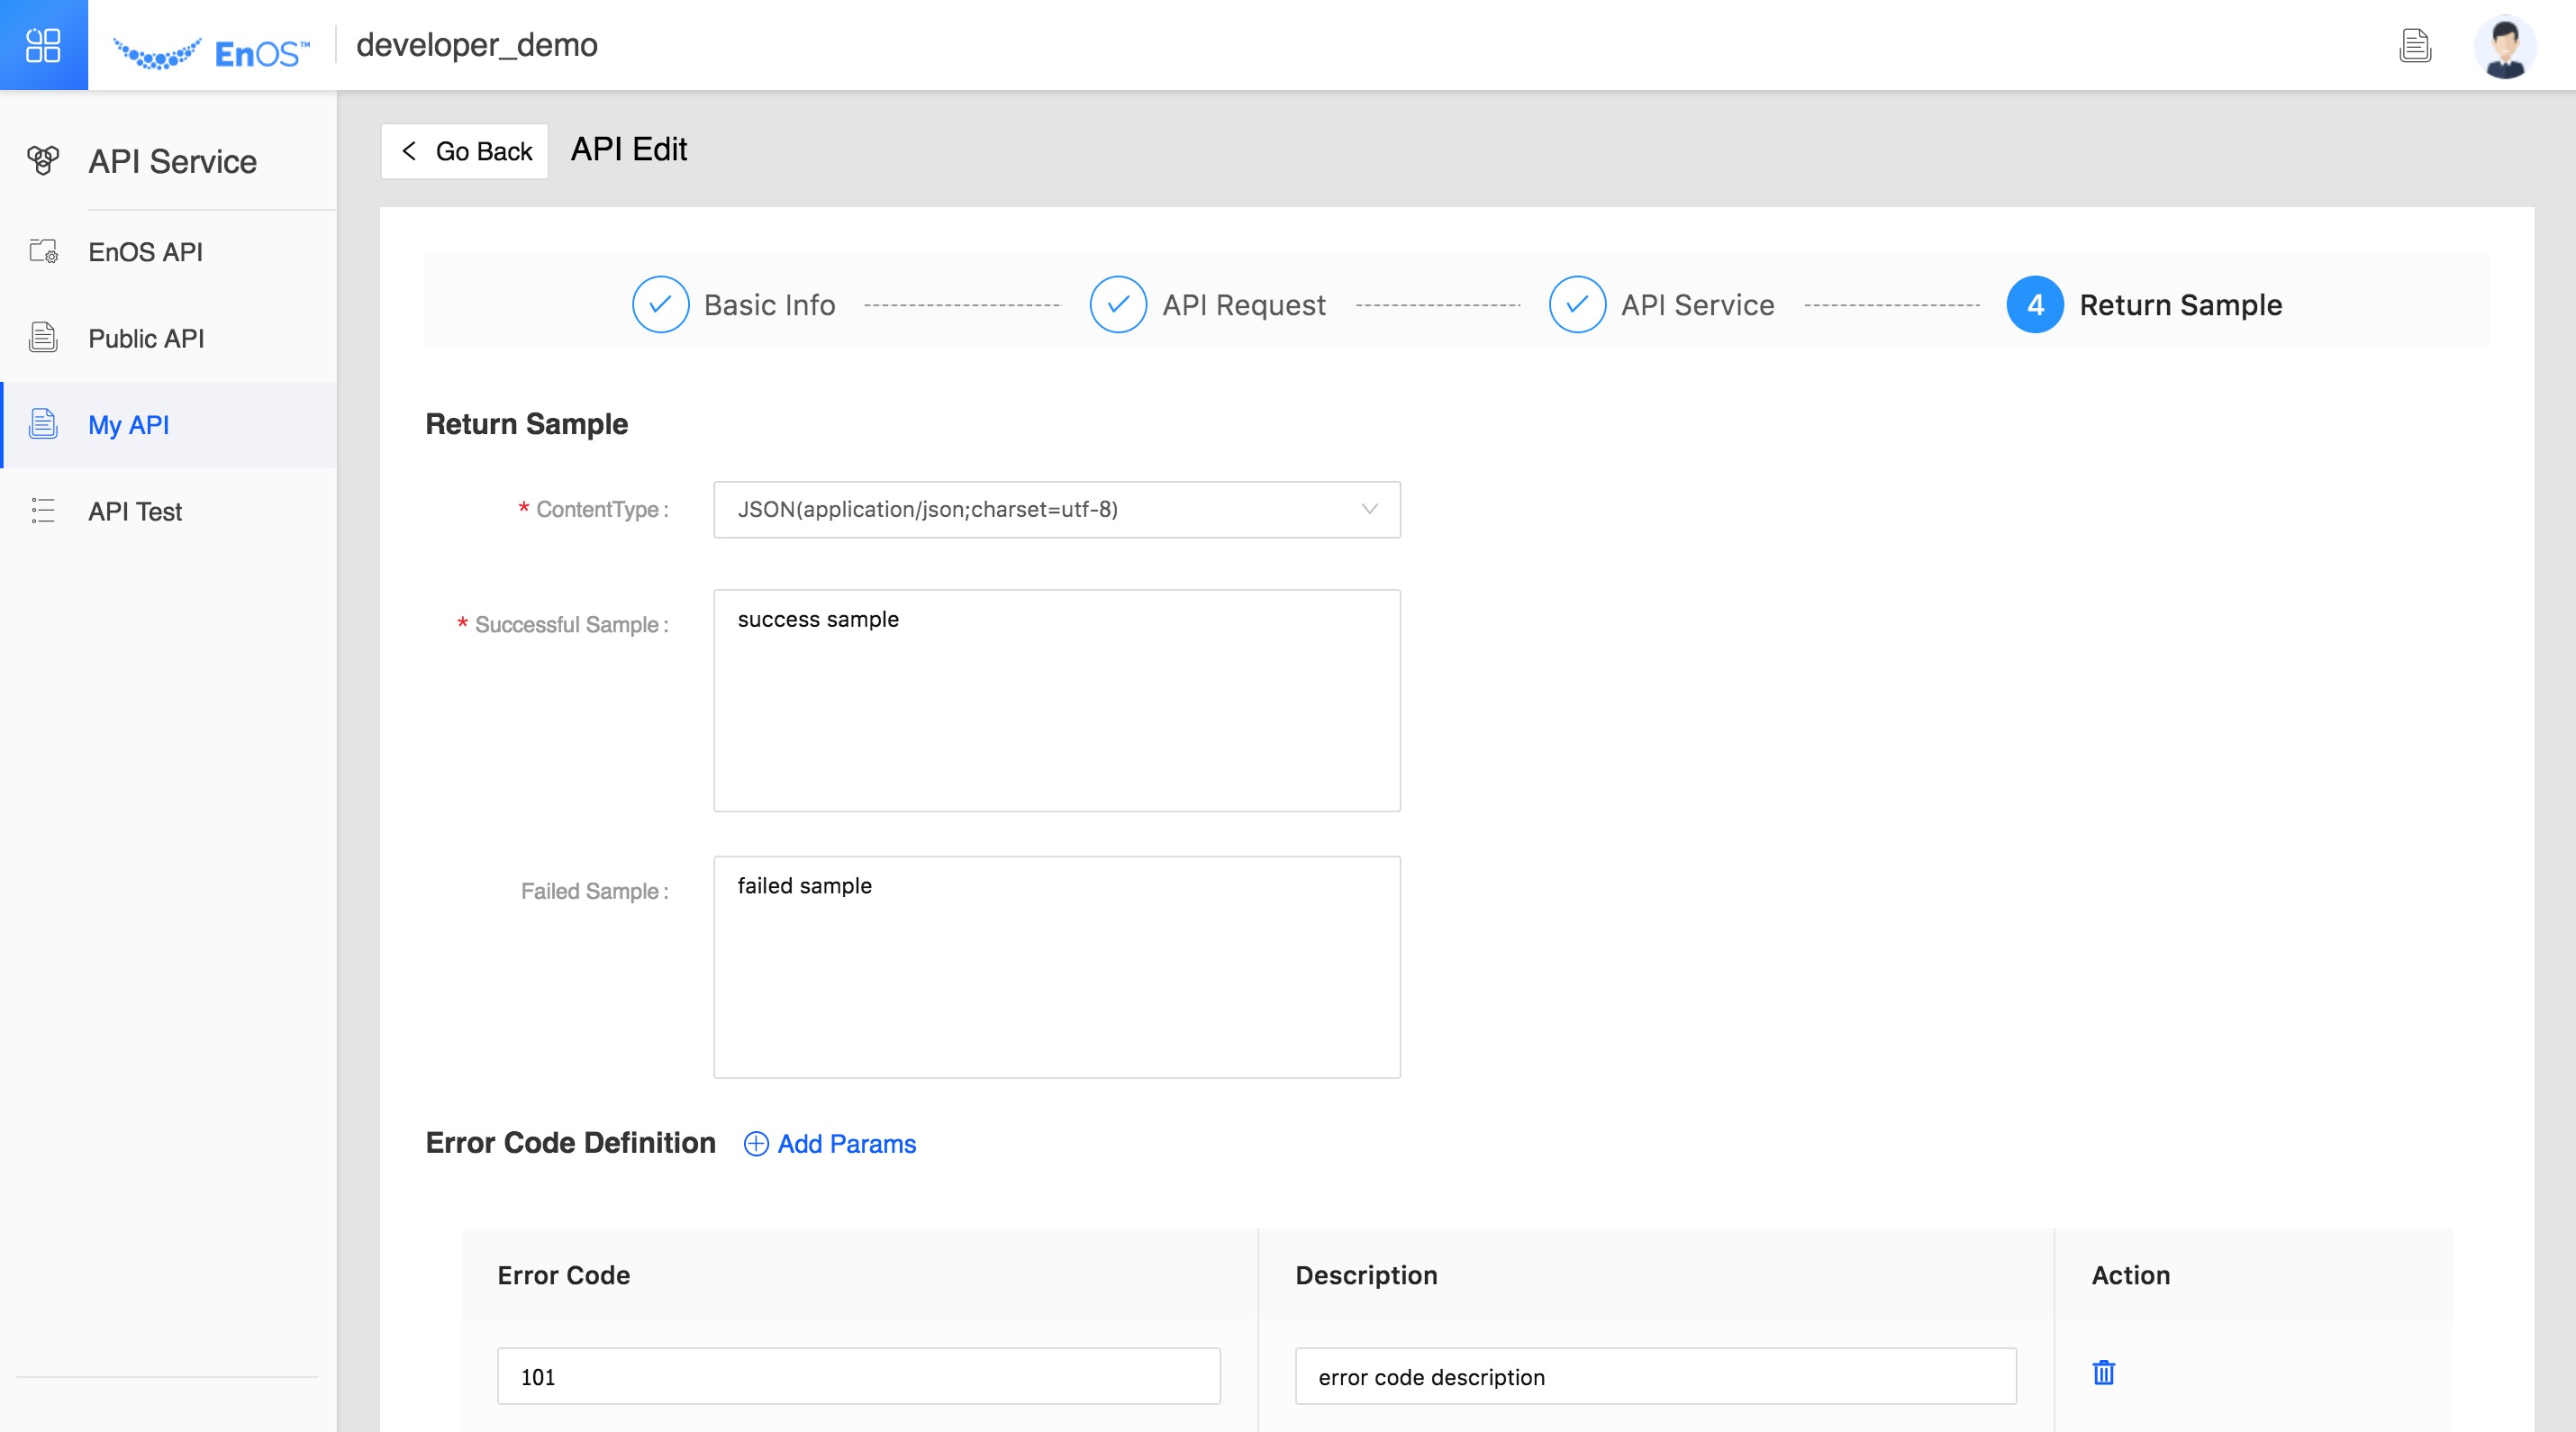 EnOS™
developer_demo
API Service
EnOS API
Public API
My API
API Test
Go Back
API Edit
Basic Info
API Request
API Service
4
Return Sample
Return Sample
* ContentType :
JSON(application/json;charset=utf-8)
* Successful Sample :
success sample
Failed Sample :
failed sample
Error Code Definition
Add Params
Error Code
Description
Action
101
error code description